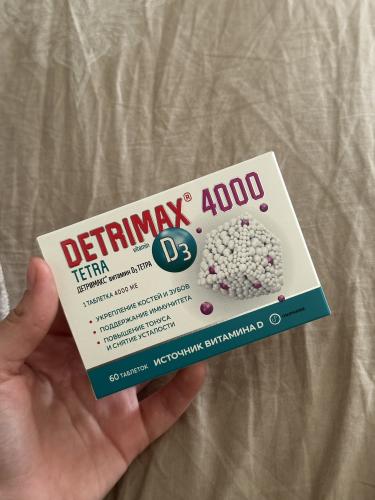 DETRIMAX® 4000
vitamin D3
TETRA
ДЕТРИМАКС® витамин D3 ТЕТРА
1 ТАБЛЕТКА 4000 МЕ
• УКРЕПЛЕНИЕ КОСТЕЙ И ЗУБОВ
• ПОДДЕРЖАНИЕ ИММУНИТЕТА
• ПОВЫШЕНИЕ ТОНУСА
И СНЯТИЕ УСТАЛОСТИ
60 ТАБЛЕТОК ИСТОЧНИК ВИТАМИНА D